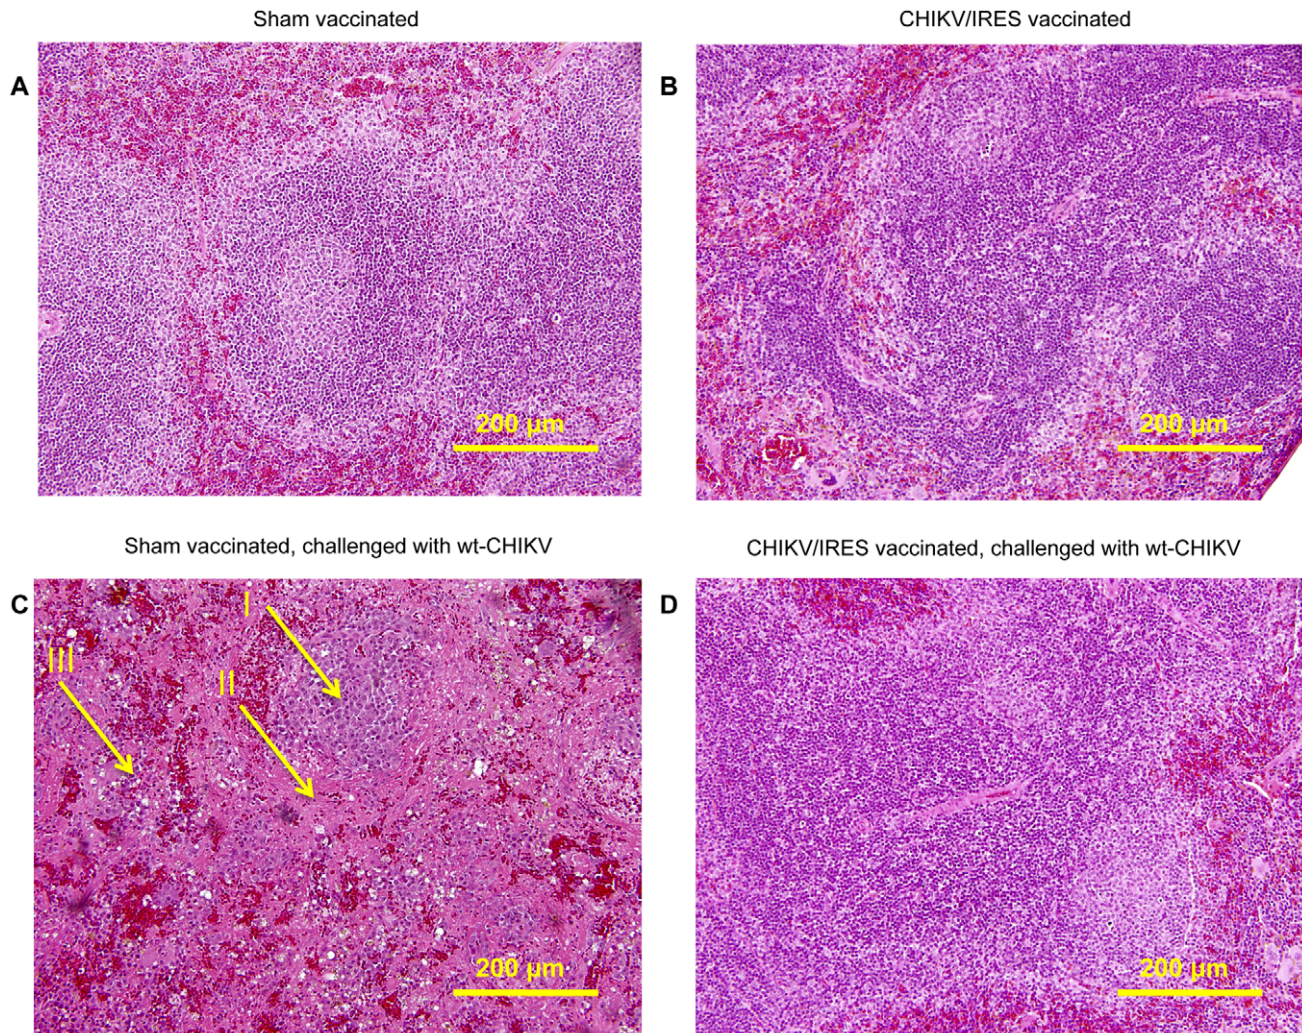 Sham vaccinated
CHIKV/IRES vaccinated
A
B
200 µm
200 µm
Sham vaccinated, challenged with wt-CHIKV
CHIKV/IRES vaccinated, challenged with wt-CHIKV
C
D
I
II
III
200 µm
200 µm